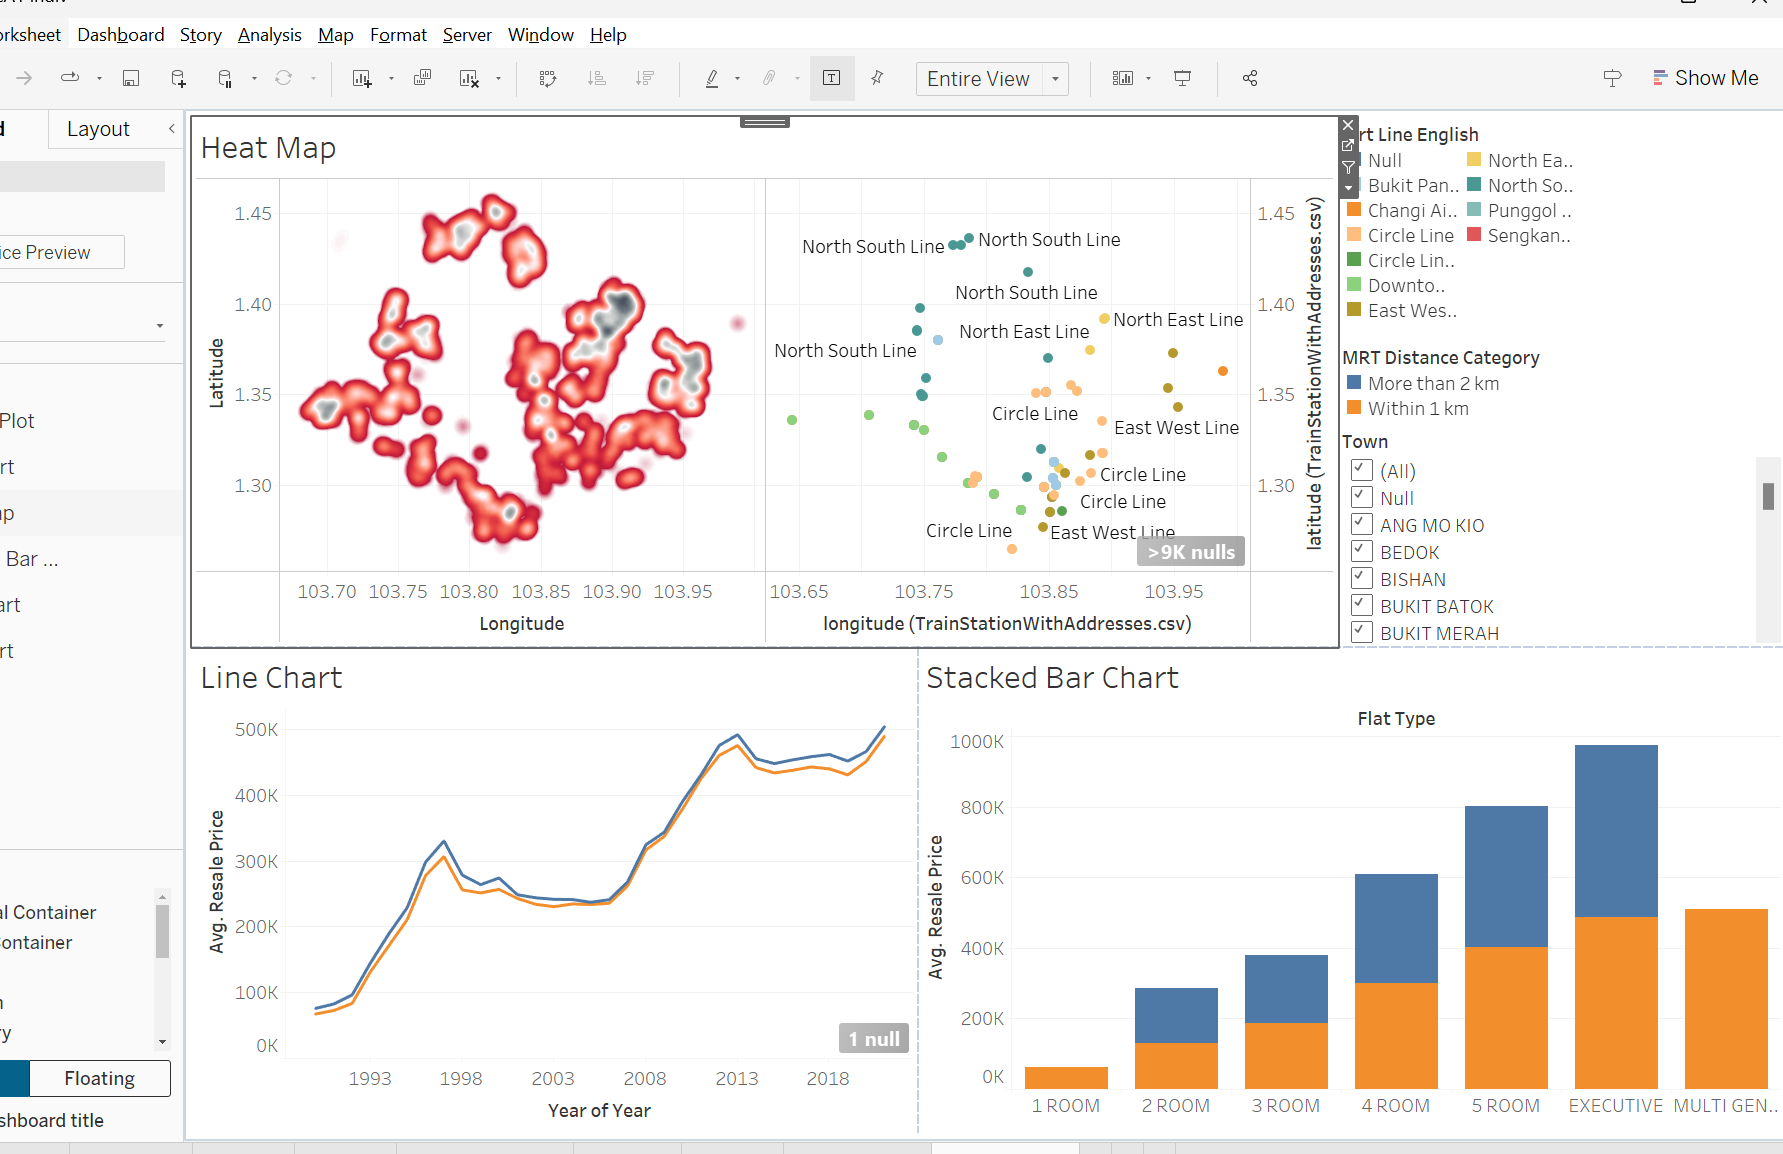 orksheet Dashboard Story Analysis Map Format Server Window Help
Entire View
Show Me
Layout
ice Preview
Plot
rt
p
Bar ...
art
rt
al Container
ontainer
n
ry
Floating
shboard title
Heat Map
1.45
1.40
1.35
1.30
Latitude
103.70 103.75 103.80 103.85 103.90 103.95
Longitude
North South Line
North South Line
North South Line
North East Line
North East Line
North South Line
Circle Line
East West Line
Circle Line
Circle Line
Circle Line
East West Line
>9K nulls
103.65 103.75 103.85 103.95
longitude (TrainStationWithAddresses.csv)
1.45
1.40
1.35
1.30
latitude (TrainStationWithAddresses.csv)
rt Line English
Null
Bukit Pan..
Changi Ai..
Circle Line
Circle Lin..
Downto..
East Wes..
North Ea..
North So..
Punggol ..
Sengkan..
MRT Distance Category
More than 2 km
Within 1 km
Town
(All)
Null
ANG MO KIO
BEDOK
BISHAN
BUKIT BATOK
BUKIT MERAH
Line Chart
500K
400K
300K
200K
100K
0K
Avg. Resale Price
1 null
1993 1998 2003 2008 2013 2018
Year of Year
Stacked Bar Chart
Flat Type
1000K
800K
600K
400K
200K
0K
Avg. Resale Price
1 ROOM 2 ROOM 3 ROOM 4 ROOM 5 ROOM EXECUTIVE MULTI GEN..